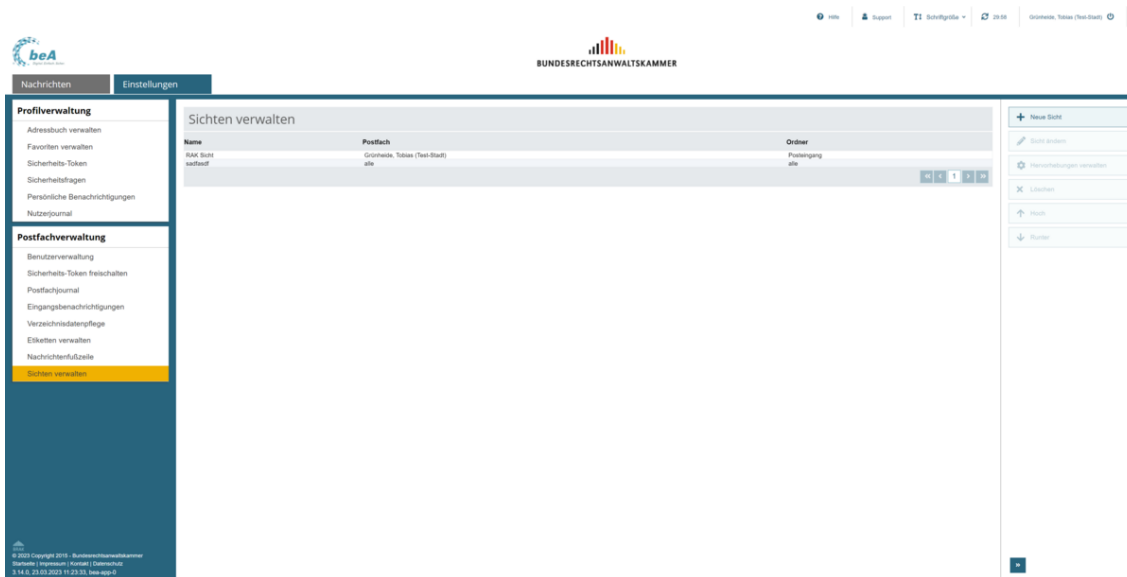 Hilfe
Support
Schriftgröße
29:59
Grünheide, Tobias (Test-Stadt)
beA
BUNDESRECHTSANWALTSKAMMER
Nachrichten
Einstellungen
Profilverwaltung
Adressbuch verwalten
Favoriten verwalten
Sicherheits-Token
Sicherheitsfragen
Persönliche Benachrichtigungen
Nutzerjournal
Postfachverwaltung
Benutzerverwaltung
Sicherheits-Token freischalten
Postfachjournal
Eingangsbenachrichtigungen
Verzeichnisdatenpflege
Etiketten verwalten
Nachrichtenfußzeile
Sichten verwalten
Sichten verwalten
Name Postfach Ordner
RAK Sicht Grünheide, Tobias (Test-Stadt) Posteingang
sadfasdf alle alle
« ‹ 1 › »
Neue Sicht
Sicht ändern
Hervorhebungen verwalten
Löschen
Hoch
Runter
© 2023 Copyright 2015 - Bundesrechtsanwaltskammer
Startseite | Impressum | Kontakt | Datenschutz
3.14.0, 23.03.2023 11:23:33, bea-app-0
»